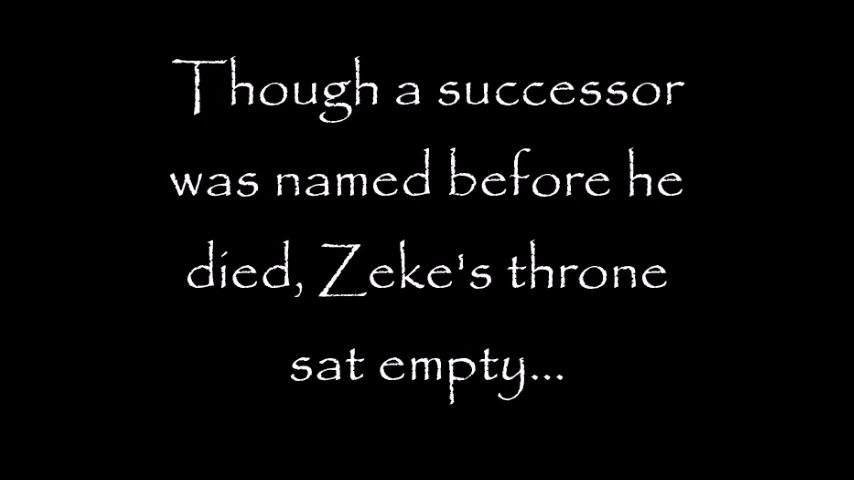 Though a successor
was named before he
died, Zeke's throne
sat empty...